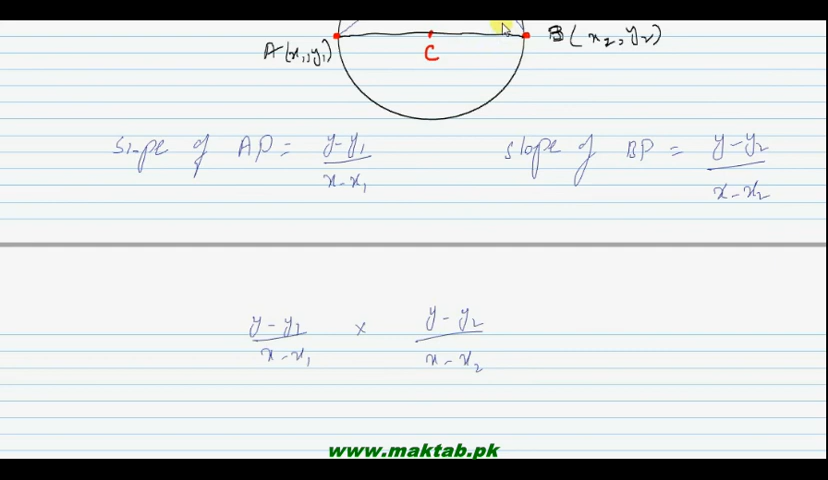 A(x₁,y₁) C B(x₂,y₂)
Slope of AP = (y-y₁)/(x-x₁) Slope of BP = (y-y₂)/(x-x₂)
(y-y₁)/(x-x₁) × (y-y₂)/(x-x₂)
www.maktab.pk